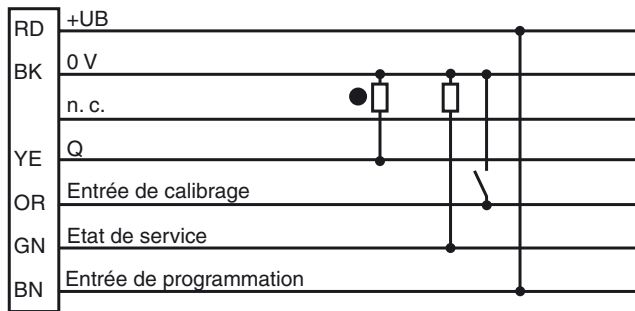 RD +UB
BK 0 V
n. c.
YE Q
OR Entrée de calibrage
GN Etat de service
BN Entrée de programmation